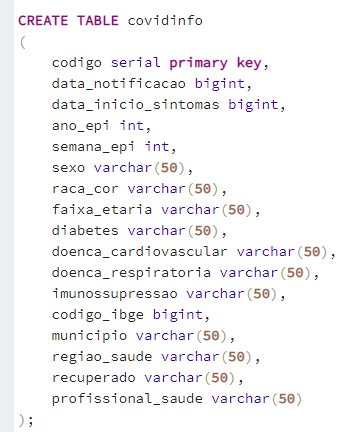 CREATE TABLE covidinfo
(
codigo serial primary key,
data_notificacao bigint,
data_inicio_sintomas bigint,
ano_epi int,
semana_epi int,
sexo varchar(50),
raca_cor varchar(50),
faixa_etaria varchar(50),
diabetes varchar(50),
doenca_cardiovascular varchar(50),
doenca_respiratoria varchar(50),
imunossupressao varchar(50),
codigo_ibge bigint,
municipio varchar(50),
regiao_saude varchar(50),
recuperado varchar(50),
profissional_saude varchar(50)
);